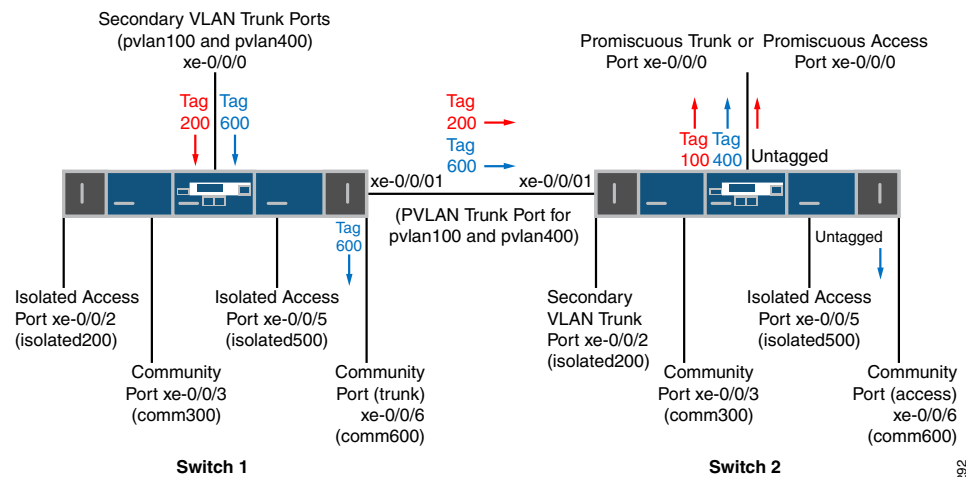 Secondary VLAN Trunk Ports
(pvlan100 and pvlan400)
xe-0/0/0
Promiscuous Trunk or Promiscuous Access
Port xe-0/0/0 Port xe-0/0/0
Tag Tag
200 600
Tag
200
Tag
600
Tag Tag
100 400 Untagged
xe-0/0/01 xe-0/0/01
(PVLAN Trunk Port for
pvlan100 and pvlan400)
Tag
600
Untagged
Isolated Access
Port xe-0/0/2
(isolated200)
Isolated Access
Port xe-0/0/5
(isolated500)
Secondary
VLAN Trunk
Port xe-0/0/2
(isolated200)
Isolated Access
Port xe-0/0/5
(isolated500)
Community
Port xe-0/0/3
(comm300)
Community
Port (trunk)
xe-0/0/6
(comm600)
Community
Port xe-0/0/3
(comm300)
Community
Port (access)
xe-0/0/6
(comm600)
Switch 1
Switch 2